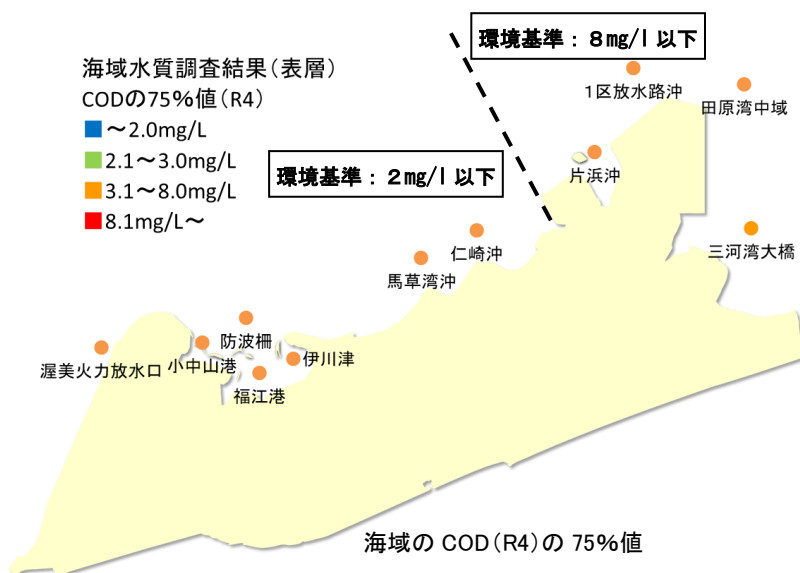 環境基準：８㎎/l 以下
海域水質調査結果（表層）
CODの75%値（R4）
～2.0mg/L
2.1～3.0mg/L
3.1～8.0mg/L
8.1mg/L～
1区放水路沖
田原湾中域
片浜沖
環境基準：２㎎/l 以下
仁崎沖
三河湾大橋
馬草湾沖
防波柵
伊川津
小中山港
渥美火力放水口
福江港
海域の COD（R4）の 75%値